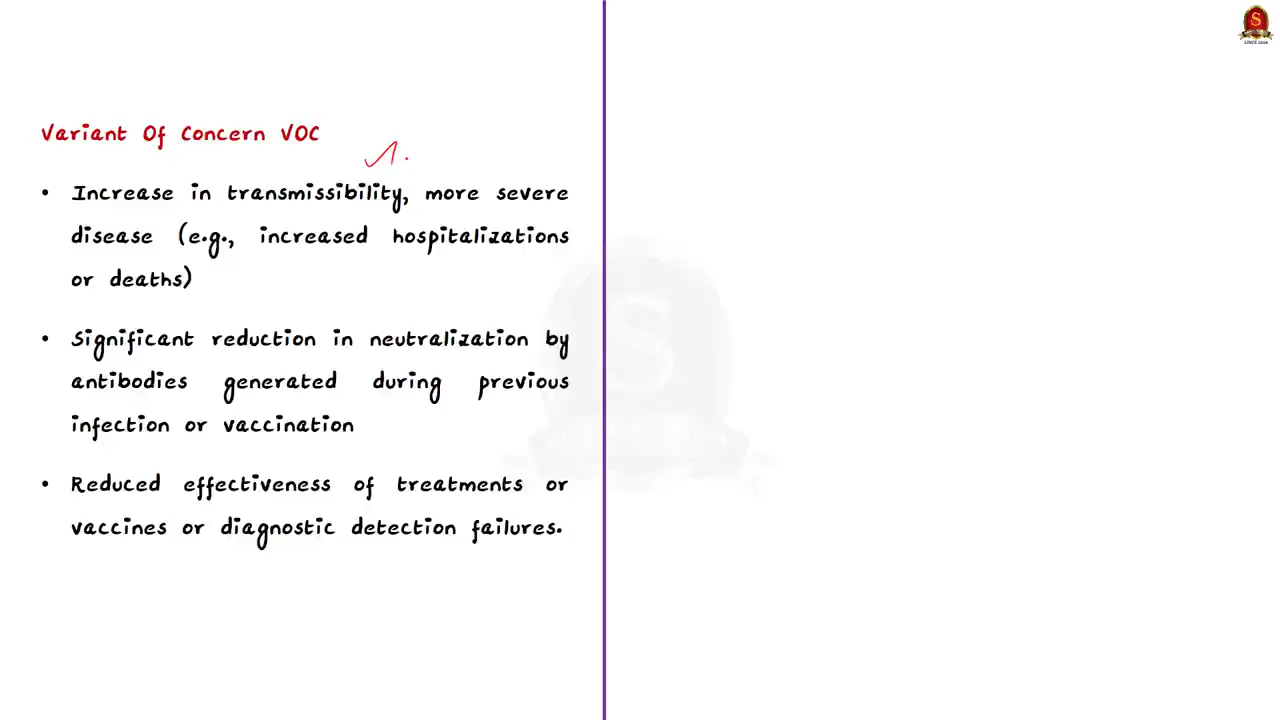 Variant Of Concern VOC
• Increase in transmissibility, more severe
disease (e.g., increased hospitalizations
or deaths)
• Significant reduction in neutralization by
antibodies generated during previous
infection or vaccination
• Reduced effectiveness of treatments or
vaccines or diagnostic detection failures.
S